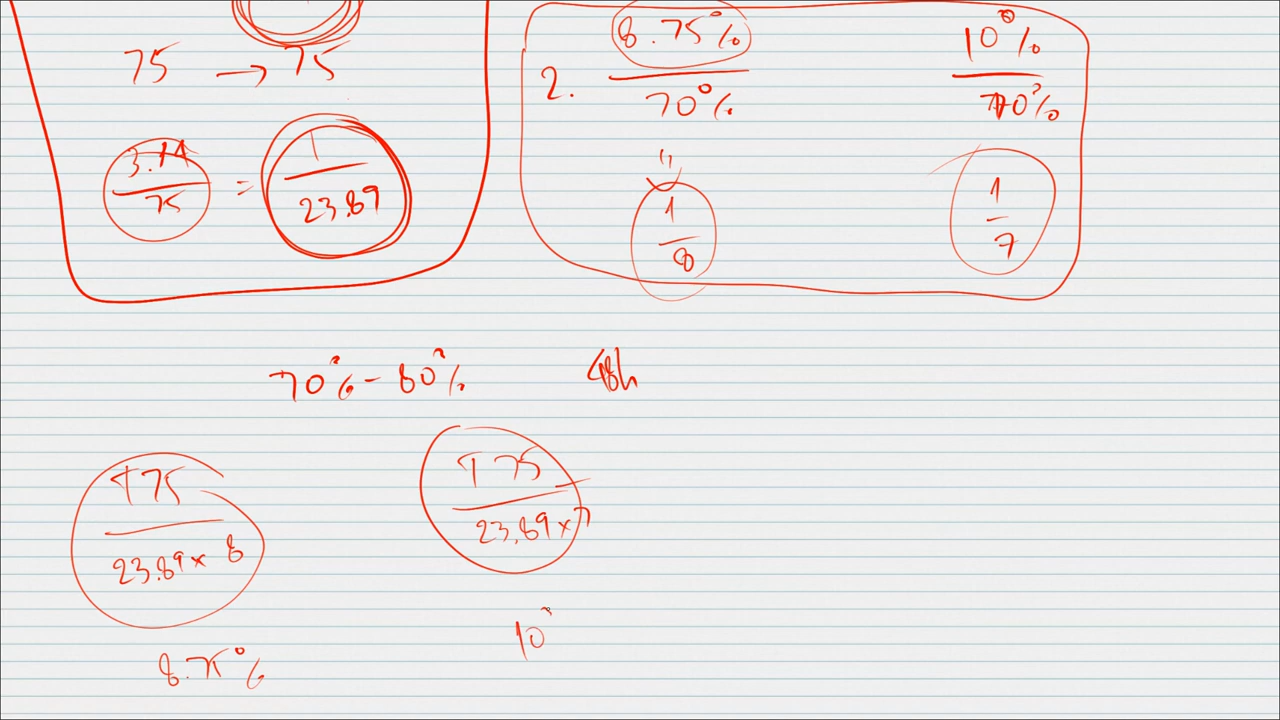 75 → 75
3.14
75
=
1
23.89
2.
8.75%
70%
10%
70%
"
1
8
1
7
70% - 80%
48h
T 75
23.89 x 8
T 75
23.89 x 7
8.75%
10°